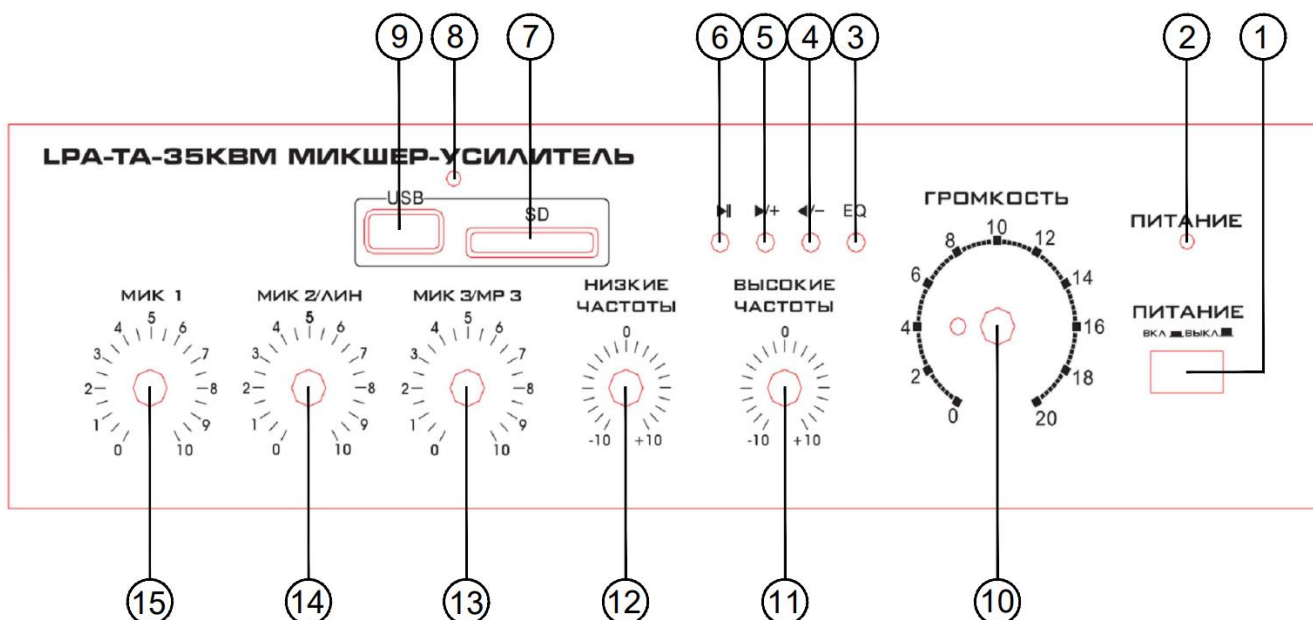 9 8 7 6 5 4 3 2 1
LPA-TA-35КВМ МИКШЕР-УСИЛИТЕЛЬ
USB
SD
▶‖ ▶/+ ◀/− EQ
ГРОМКОСТЬ
0 2 4 6 8 10 12 14 16 18 20
ПИТАНИЕ
ПИТАНИЕ
ВКЛ ВЫКЛ
МИК 1
0 1 2 3 4 5 6 7 8 9 10
МИК 2/ЛИН
0 1 2 3 4 5 6 7 8 9 10
МИК 3/МР 3
0 1 2 3 4 5 6 7 8 9 10
НИЗКИЕ
ЧАСТОТЫ
0
-10 +10
ВЫСОКИЕ
ЧАСТОТЫ
0
-10 +10
15 14 13 12 11 10